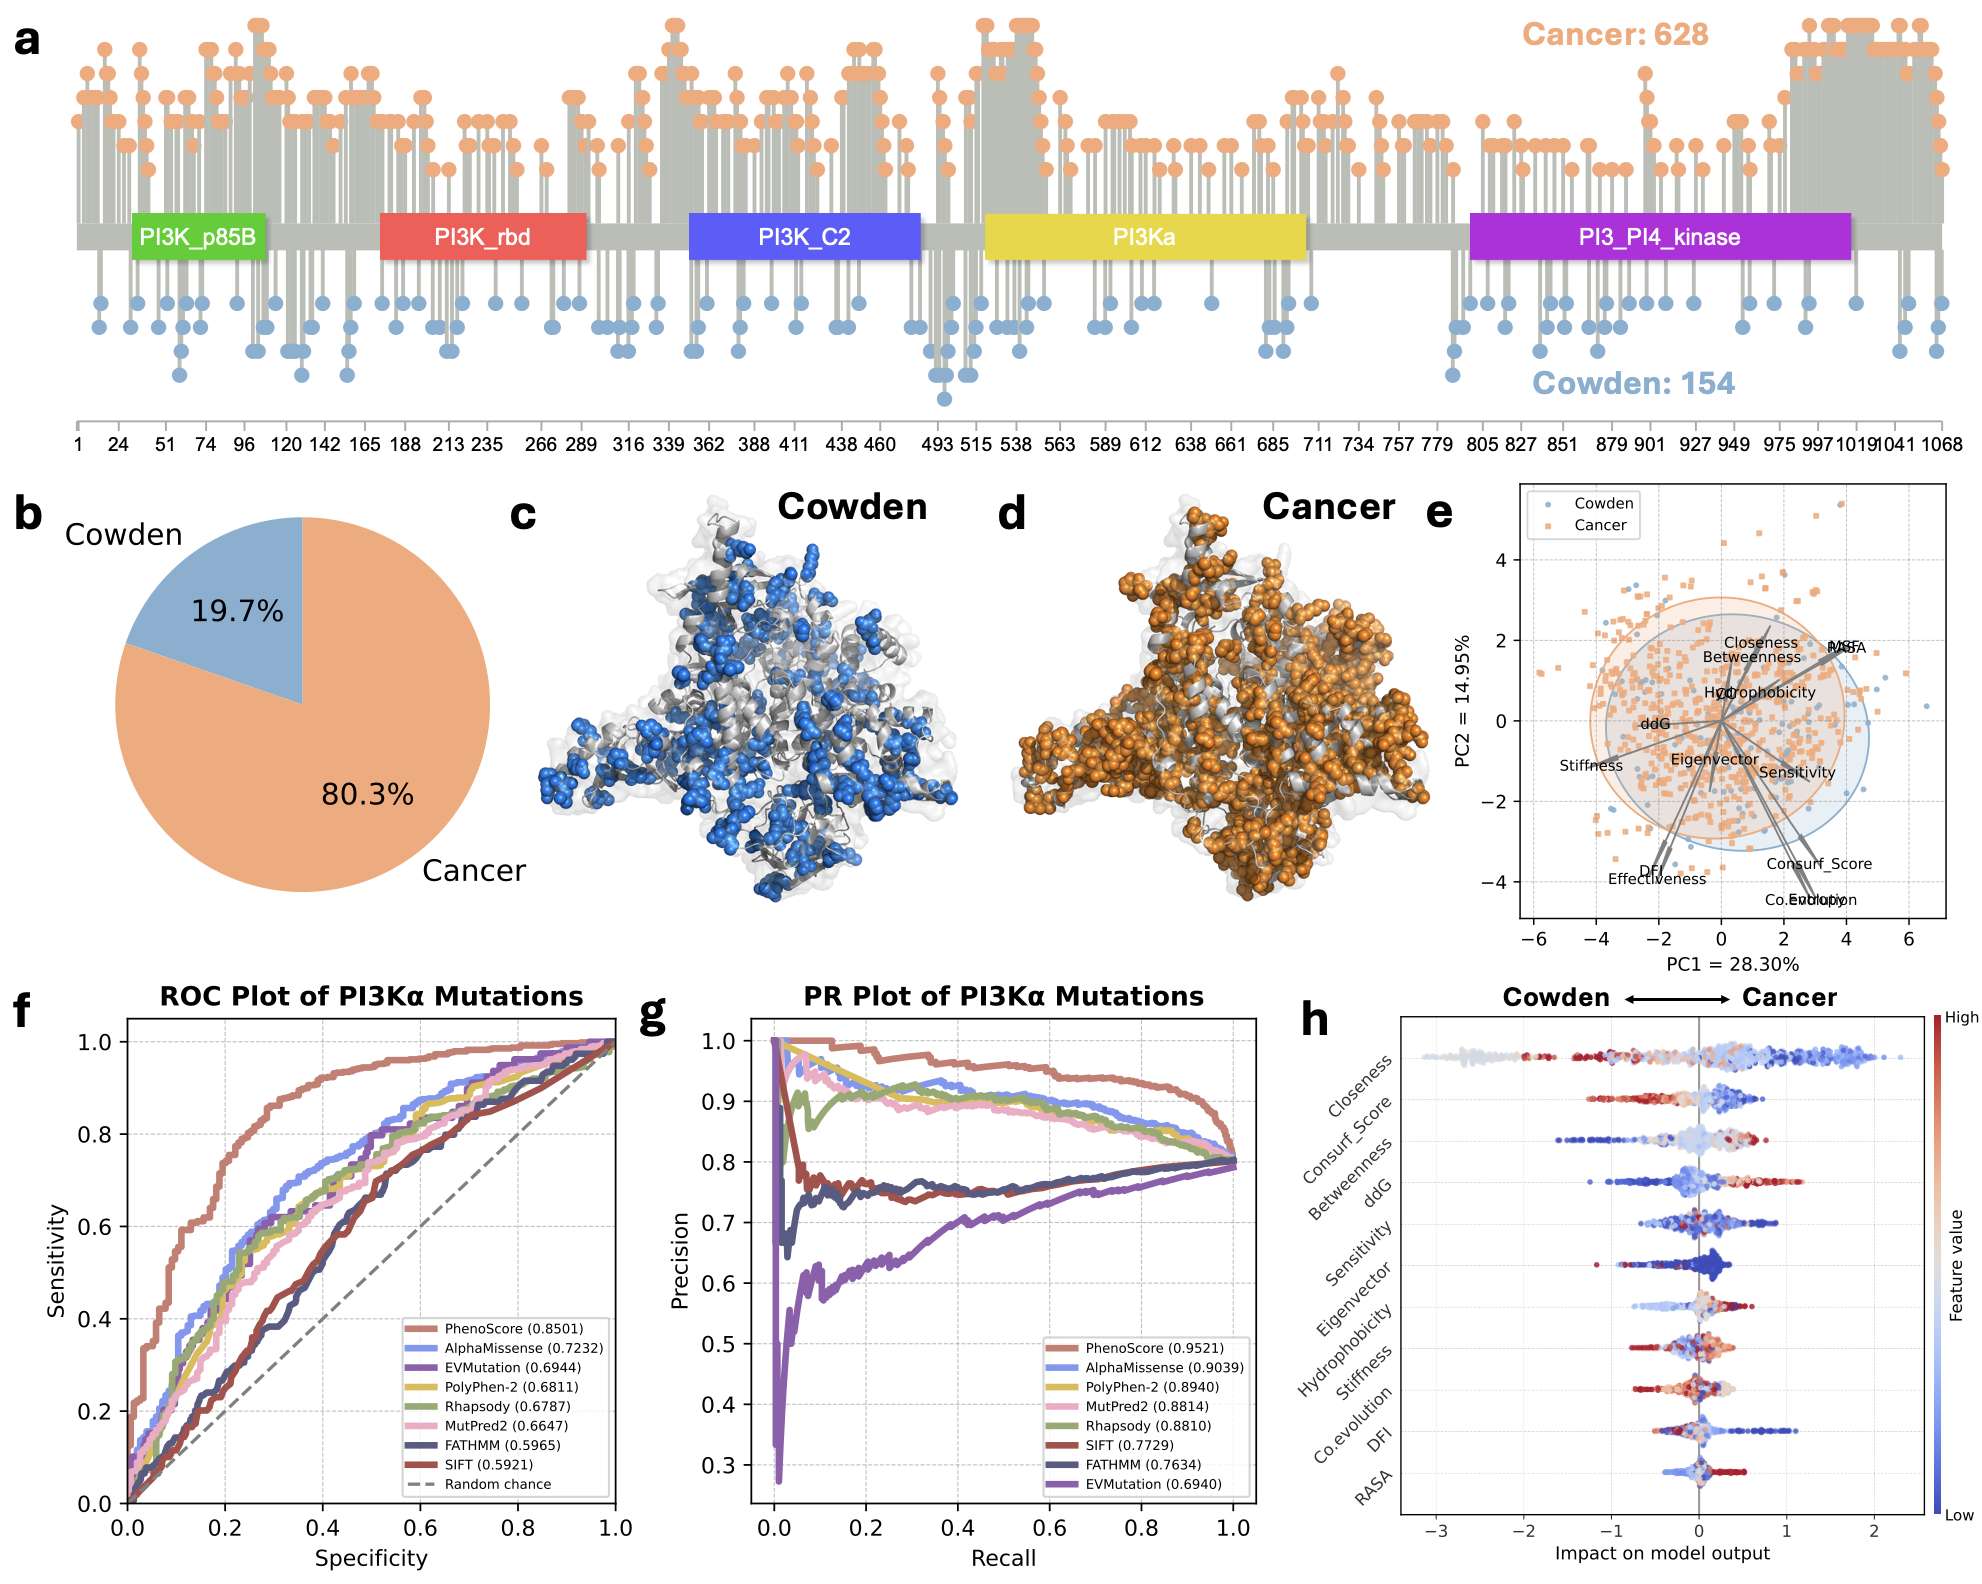 a
Cancer: 628
PI3K_p85B
PI3K_rbd
PI3K_C2
PI3Ka
PI3_PI4_kinase
Cowden: 154
1 24 51 74 96 120 142 165 188 213 235 266 289 316 339 362 388 411 438 460 493 515 538 563 589 612 638 661 685 711 734 757 779 805 827 851 879 901 927 949 975 997 1019 1041 1068
b
Cowden
19.7%
80.3%
Cancer
c
Cowden
d
Cancer
e
Cowden
Cancer
PC2 = 14.95%
4
2
0
−2
−4
Closeness
Betweenness
RASA
Hydrophobicity
ddG
Stiffness
Eigenvector
Sensitivity
DFI
Effectiveness
Consurf_Score
Co.evolution
−6 −4 −2 0 2 4 6
PC1 = 28.30%
f
ROC Plot of PI3Kα Mutations
Sensitivity
1.0
0.8
0.6
0.4
0.2
0.0
PhenoScore (0.8501)
AlphaMissense (0.7232)
EVMutation (0.6944)
PolyPhen-2 (0.6811)
Rhapsody (0.6787)
MutPred2 (0.6647)
FATHMM (0.5965)
SIFT (0.5921)
Random chance
0.0 0.2 0.4 0.6 0.8 1.0
Specificity
g
PR Plot of PI3Kα Mutations
Precision
1.0
0.9
0.8
0.7
0.6
0.5
0.4
0.3
PhenoScore (0.9521)
AlphaMissense (0.9039)
PolyPhen-2 (0.8940)
MutPred2 (0.8814)
Rhapsody (0.8810)
SIFT (0.7729)
FATHMM (0.7634)
EVMutation (0.6940)
0.0 0.2 0.4 0.6 0.8 1.0
Recall
h
Cowden
Cancer
Closeness
Consurf_Score
Betweenness
ddG
Sensitivity
Eigenvector
Hydrophobicity
Stiffness
Co.evolution
DFI
RASA
−3 −2 −1 0 1 2
Impact on model output
High
Feature value
Low